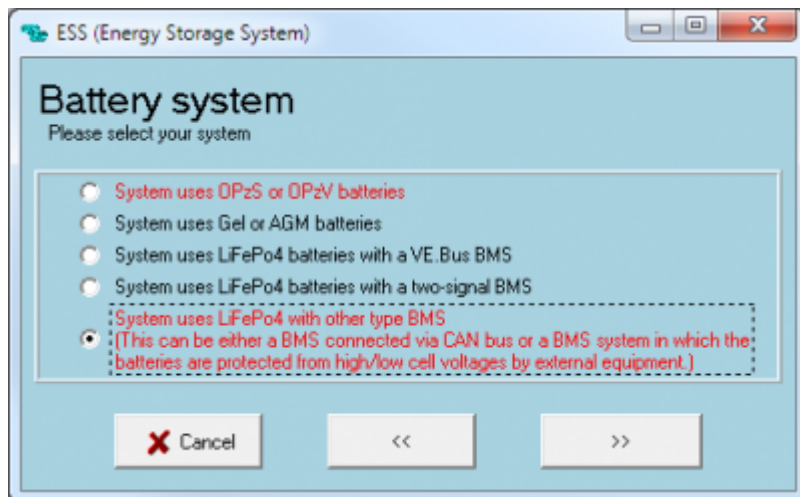 ESS (Energy Storage System)
Battery system
Please select your system
System uses OPzS or OPzV batteries
System uses Gel or AGM batteries
System uses LiFePo4 batteries with a VE.Bus BMS
System uses LiFePo4 batteries with a two-signal BMS
System uses LiFePo4 with other type BMS
(This can be either a BMS connected via CAN bus or a BMS system in which the
batteries are protected from high/low cell voltages by external equipment.)
Cancel
<<
>>